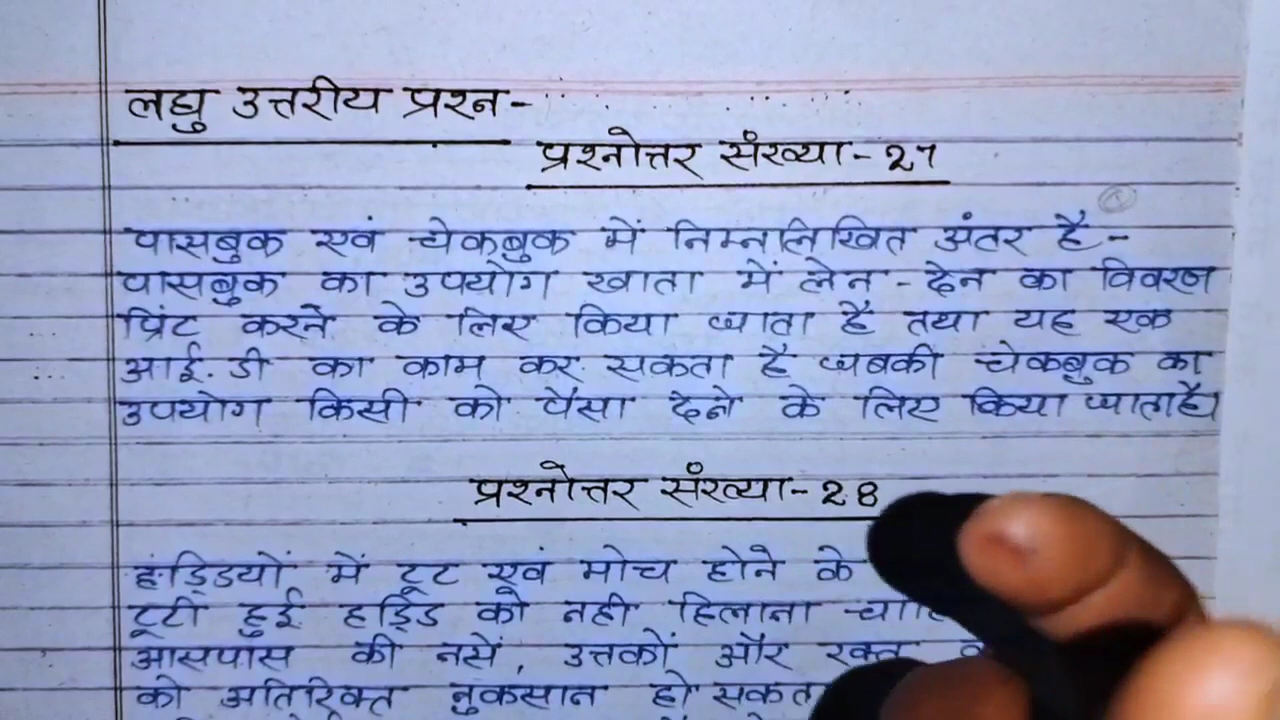 लघु उत्तरीय प्रश्न-
प्रश्नोत्तर संख्या-27
पासबुक एवं चेकबुक में निम्नलिखित अंतर है-
पासबुक का उपयोग खाता में लेन-देन का विवरण
प्रिंट करने के लिए किया जाता है तथा यह एक
आई.डी का काम कर सकता है जबकी चेकबुक का
उपयोग किसी को पैसा देने के लिए किया जाता है।
प्रश्नोत्तर संख्या-28
हड्डियों में टूट एवं मोच होने के
टूटी हुई हड्डि को नही हिलाना
आसपास की नसें, उत्तकों और रक्त
को अतिरिक्त नुकसान हो सकता